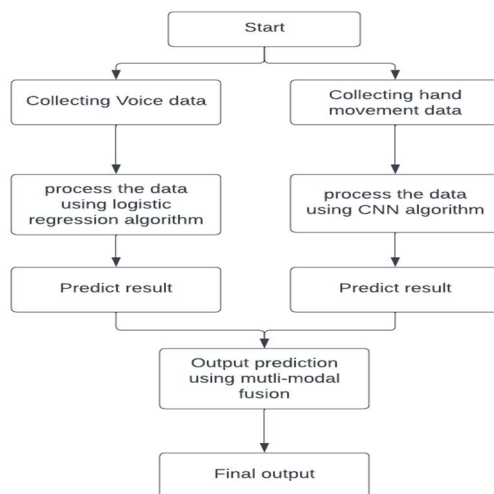 Start
Collecting Voice data
Collecting hand
movement data
process the data
using logistic
regression algorithm
process the data
using CNN algorithm
Predict result
Predict result
Output prediction
using mutli-modal
fusion
Final output